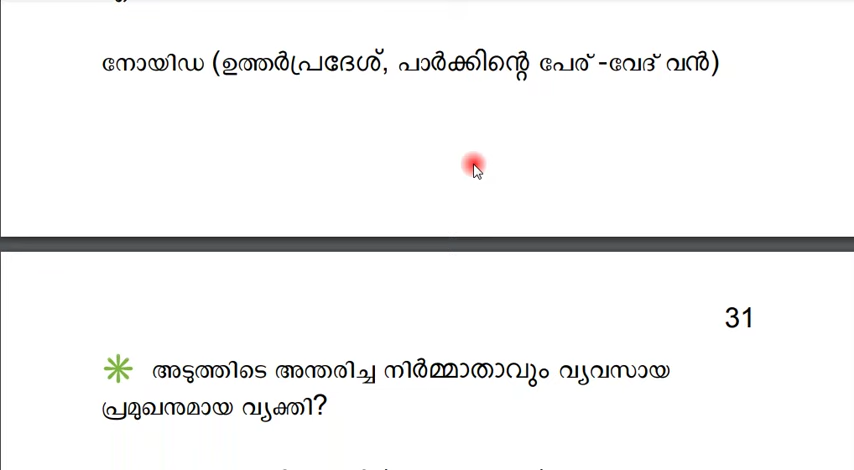 നോയിഡ (ഉത്തർപ്രദേശ്, പാർക്കിന്റെ പേര് -വേദ് വൻ)
31
അടുത്തിടെ അന്തരിച്ച നിർമ്മാതാവും വ്യവസായ
പ്രമുഖനുമായ വ്യക്തി?